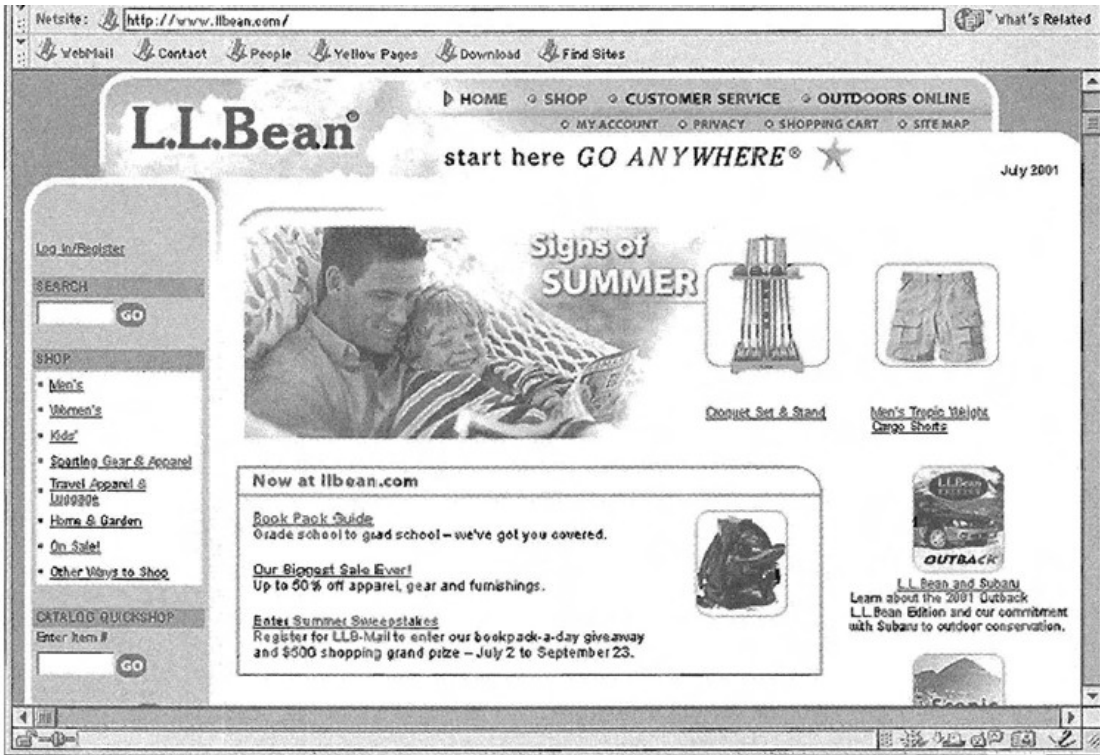 Netsite: http://www.llbean.com/ What's Related
WebMail Contact People Yellow Pages Download Find Sites
L.L.Bean®
HOME SHOP CUSTOMER SERVICE OUTDOORS ONLINE
MY ACCOUNT PRIVACY SHOPPING CART SITE MAP
start here GO ANYWHERE®
July 2001
Log In/Register
SEARCH
GO
SHOP
Men's
Women's
Kids'
Sporting Gear & Apparel
Travel Apparel &
Luggage
Home & Garden
On Sale!
Other Ways to Shop
CATALOG QUICKSHOP
Enter Item #
GO
Signs of
SUMMER
Croquet Set & Stand
Men's Tropic Weight
Cargo Shorts
Now at llbean.com
Book Pack Guide
Grade school to grad school – we've got you covered.
Our Biggest Sale Ever!
Up to 50% off apparel, gear and furnishings.
Enter Summer Sweepstakes
Register for LLB-Mail to enter our bookpack-a-day giveaway
and $500 shopping grand prize – July 2 to September 23.
L.L.Bean
OUTBACK
L.L.Bean and Subaru
Learn about the 2001 Outback
L.L.Bean Edition and our commitment
with Subaru to outdoor conservation.
Scenic